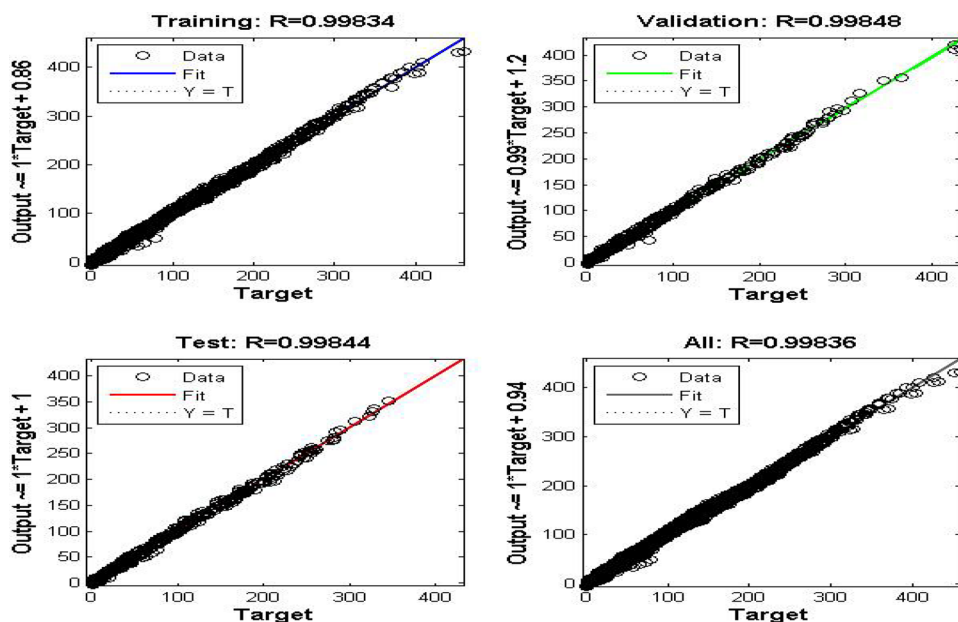 Training: R=0.99834
Output ~= 1*Target + 0.86
Data
Fit
Y = T
400
300
200
100
0
0 100 200 300 400
Target
Validation: R=0.99848
Output ~= 0.99*Target + 1.2
Data
Fit
Y = T
400
350
300
250
200
150
100
50
0
0 100 200 300 400
Target
Test: R=0.99844
Output ~= 1*Target + 1
Data
Fit
Y = T
400
350
300
250
200
150
100
50
0
0 100 200 300 400
Target
All: R=0.99836
Output ~= 1*Target + 0.94
Data
Fit
Y = T
400
300
200
100
0
0 100 200 300 400
Target